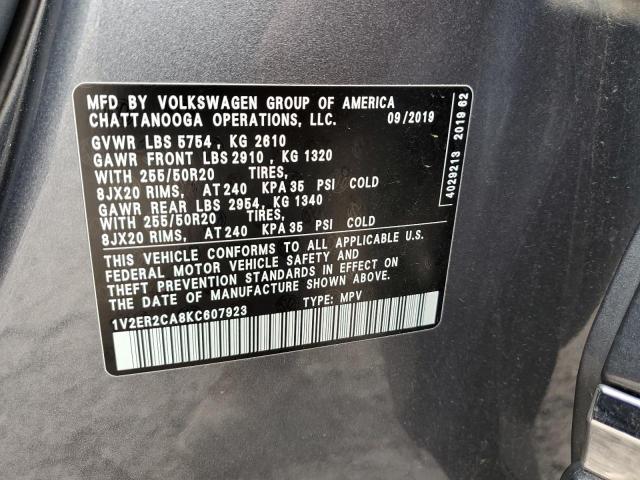 MFD BY VOLKSWAGEN GROUP OF AMERICA
CHATTANOOGA OPERATIONS, LLC. 09/2019
GVWR LBS 5754 , KG 2610
GAWR FRONT LBS 2910 , KG 1320
WITH 255/50R20 TIRES,
8JX20 RIMS, AT 240 KPA 35 PSI COLD
GAWR REAR LBS 2954, KG 1340
WITH 255/50R20 TIRES,
8JX20 RIMS, AT 240 KPA 35 PSI COLD
THIS VEHICLE CONFORMS TO ALL APPLICABLE U.S.
FEDERAL MOTOR VEHICLE SAFETY AND
THEFT PREVENTION STANDARDS IN EFFECT ON
THE DATE OF MANUFACTURE SHOWN ABOVE.
1V2ER2CA8KC607923 TYPE: MPV
4029213 2019 62